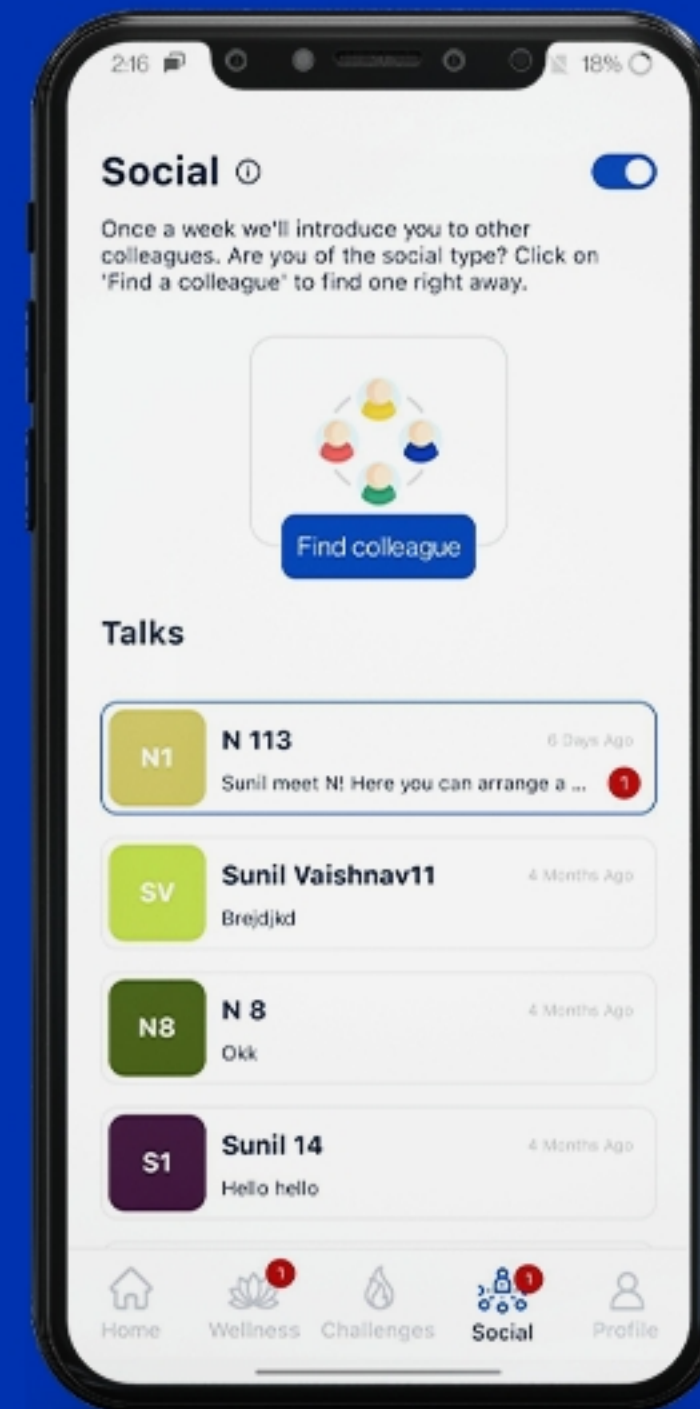 2:16
18%
Social
Once a week we'll introduce you to other
colleagues. Are you of the social type? Click on
'Find a colleague' to find one right away.
Find colleague
Talks
N1
N 113
6 Days Ago
Sunil meet N! Here you can arrange a ...
1
SV
Sunil Vaishnav11
4 Months Ago
Brejdjkd
N8
N 8
4 Months Ago
Okk
S1
Sunil 14
4 Months Ago
Hello hello
1
1
Home
Wellness
Challenges
Social
Profile